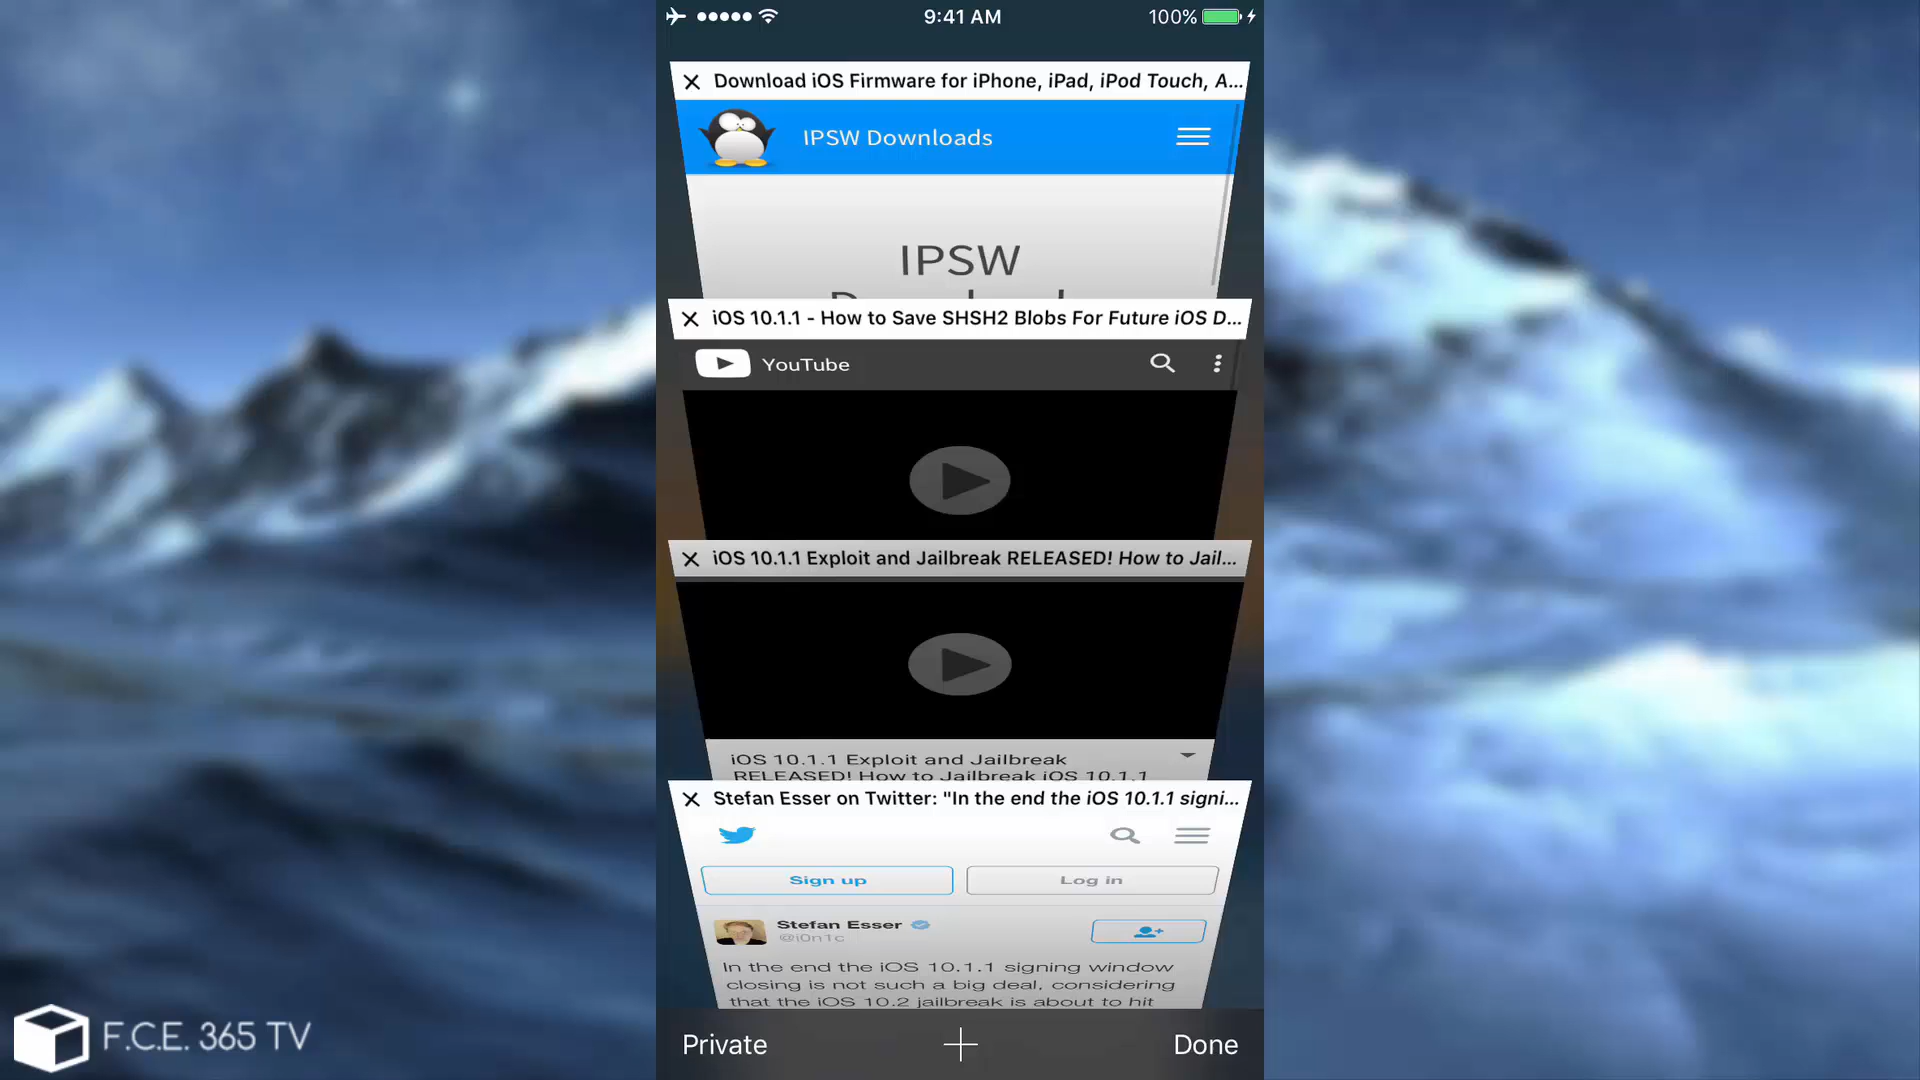 9:41 AM
100%
Download iOS Firmware for iPhone, iPad, iPod Touch, A...
IPSW Downloads
IPSW
iOS 10.1.1 - How to Save SHSH2 Blobs For Future iOS D...
YouTube
iOS 10.1.1 Exploit and Jailbreak RELEASED! How to Jail...
iOS 10.1.1 Exploit and Jailbreak
RELEASED! How to Jailbreak iOS 10.1.1
Stefan Esser on Twitter: "In the end the iOS 10.1.1 signi...
Sign up
Log in
Stefan Esser
@i0n1c
In the end the iOS 10.1.1 signing window
closing is not such a big deal, considering
that the iOS 10.2 jailbreak is about to hit
Private
Done
F.C.E. 365 TV